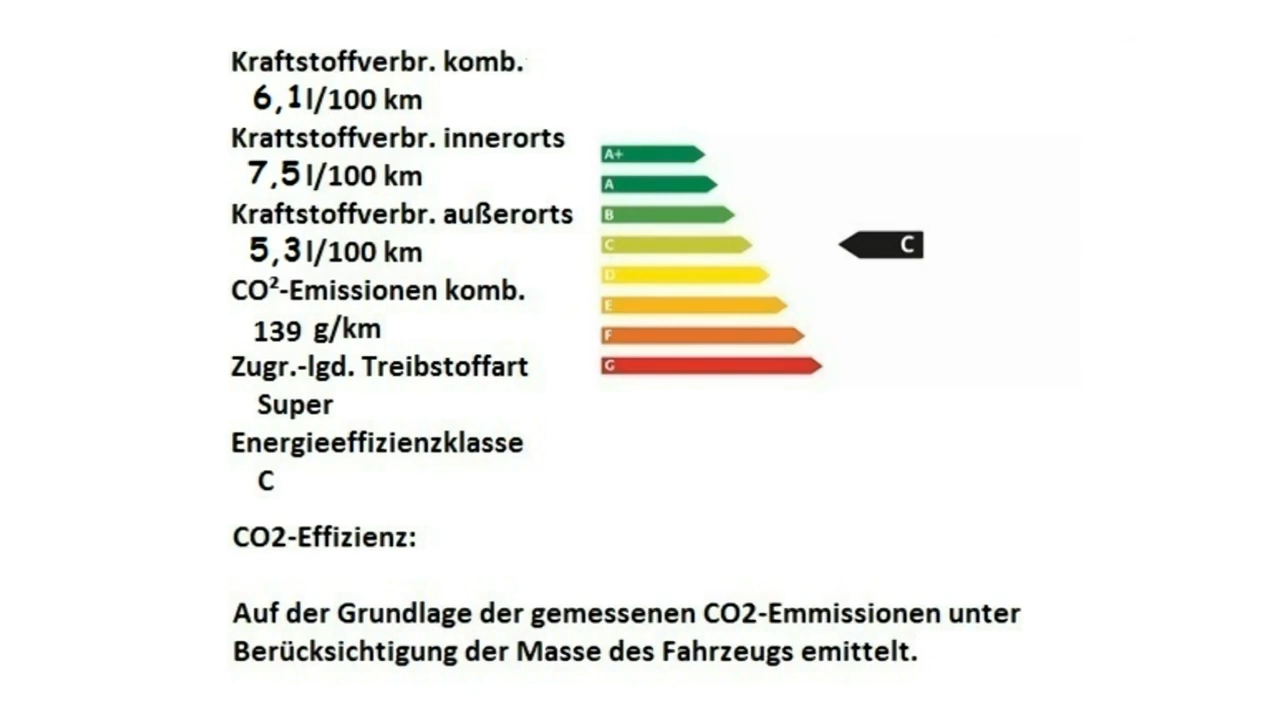 Kraftstoffverbr. komb.
6,1 l/100 km
Krattstoffverbr. innerorts
7,5 l/100 km
Kraftstoffverbr. außerorts
5,3 l/100 km
CO²-Emissionen komb.
139 g/km
Zugr.-lgd. Treibstoffart
Super
Energieeffizienzklasse
C
A+
A
B
C
C
D
E
F
G
CO2-Effizienz:
Auf der Grundlage der gemessenen CO2-Emmissionen unter
Berücksichtigung der Masse des Fahrzeugs emittelt.